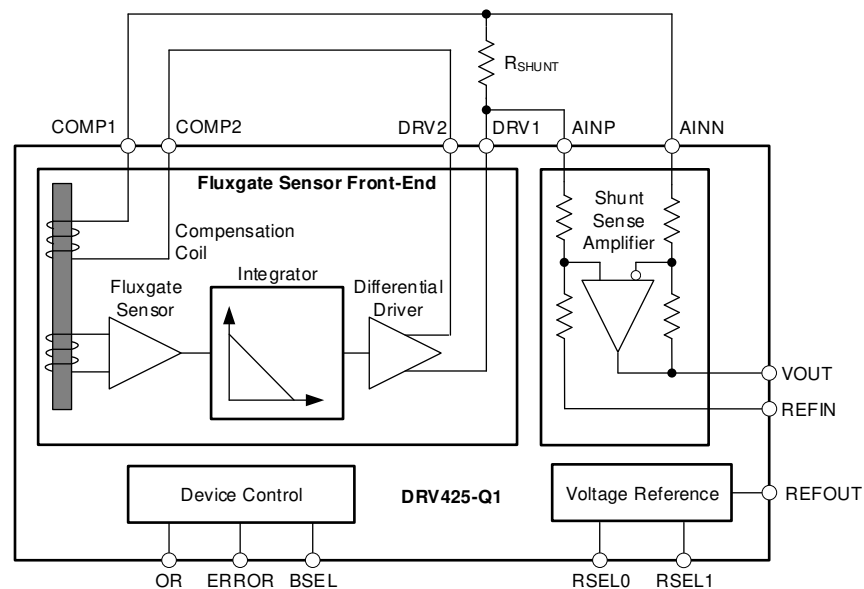 RSHUNT
COMP1
COMP2
DRV2
DRV1
AINP
AINN
Fluxgate Sensor Front-End
Compensation
Coil
Fluxgate
Sensor
Integrator
Differential
Driver
Shunt
Sense
Amplifier
VOUT
REFIN
Device Control
DRV425-Q1
Voltage Reference
REFOUT
OR
ERROR
BSEL
RSEL0
RSEL1